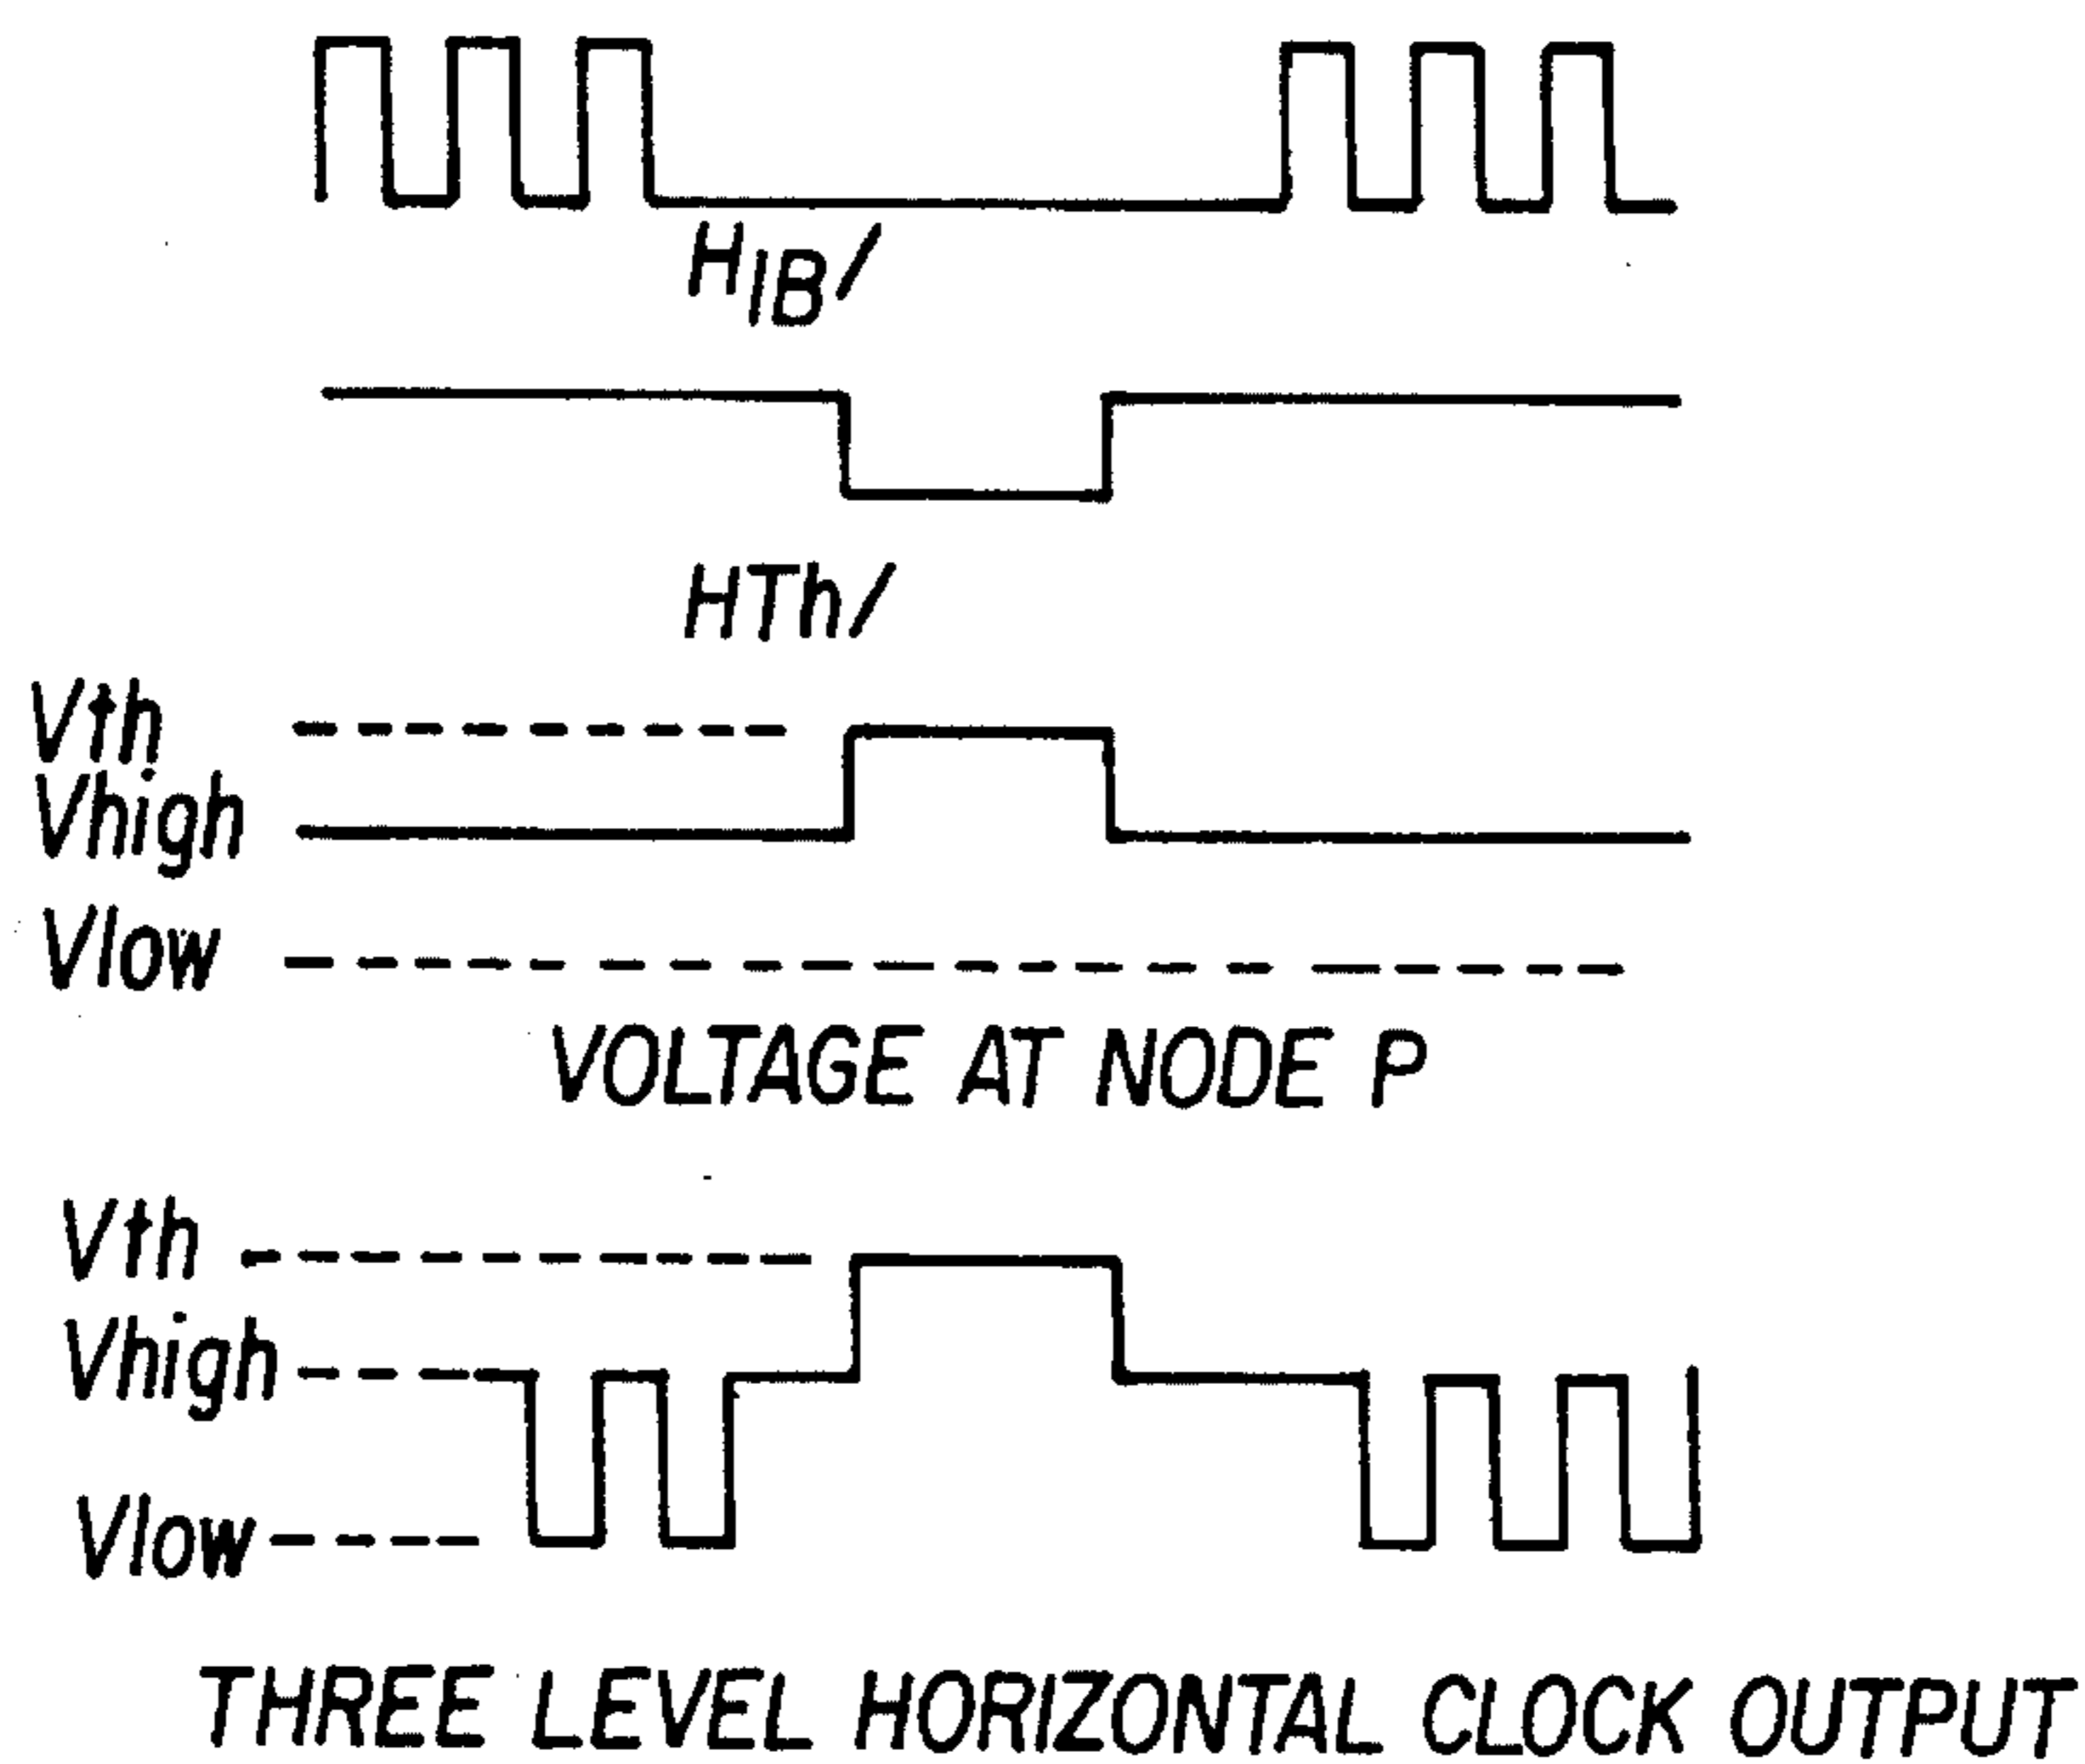 HIB/
HTh/
Vth
Vhigh
Vlow
VOLTAGE AT NODE P
Vth
Vhigh
Vlow
THREE LEVEL HORIZONTAL CLOCK OUTPUT